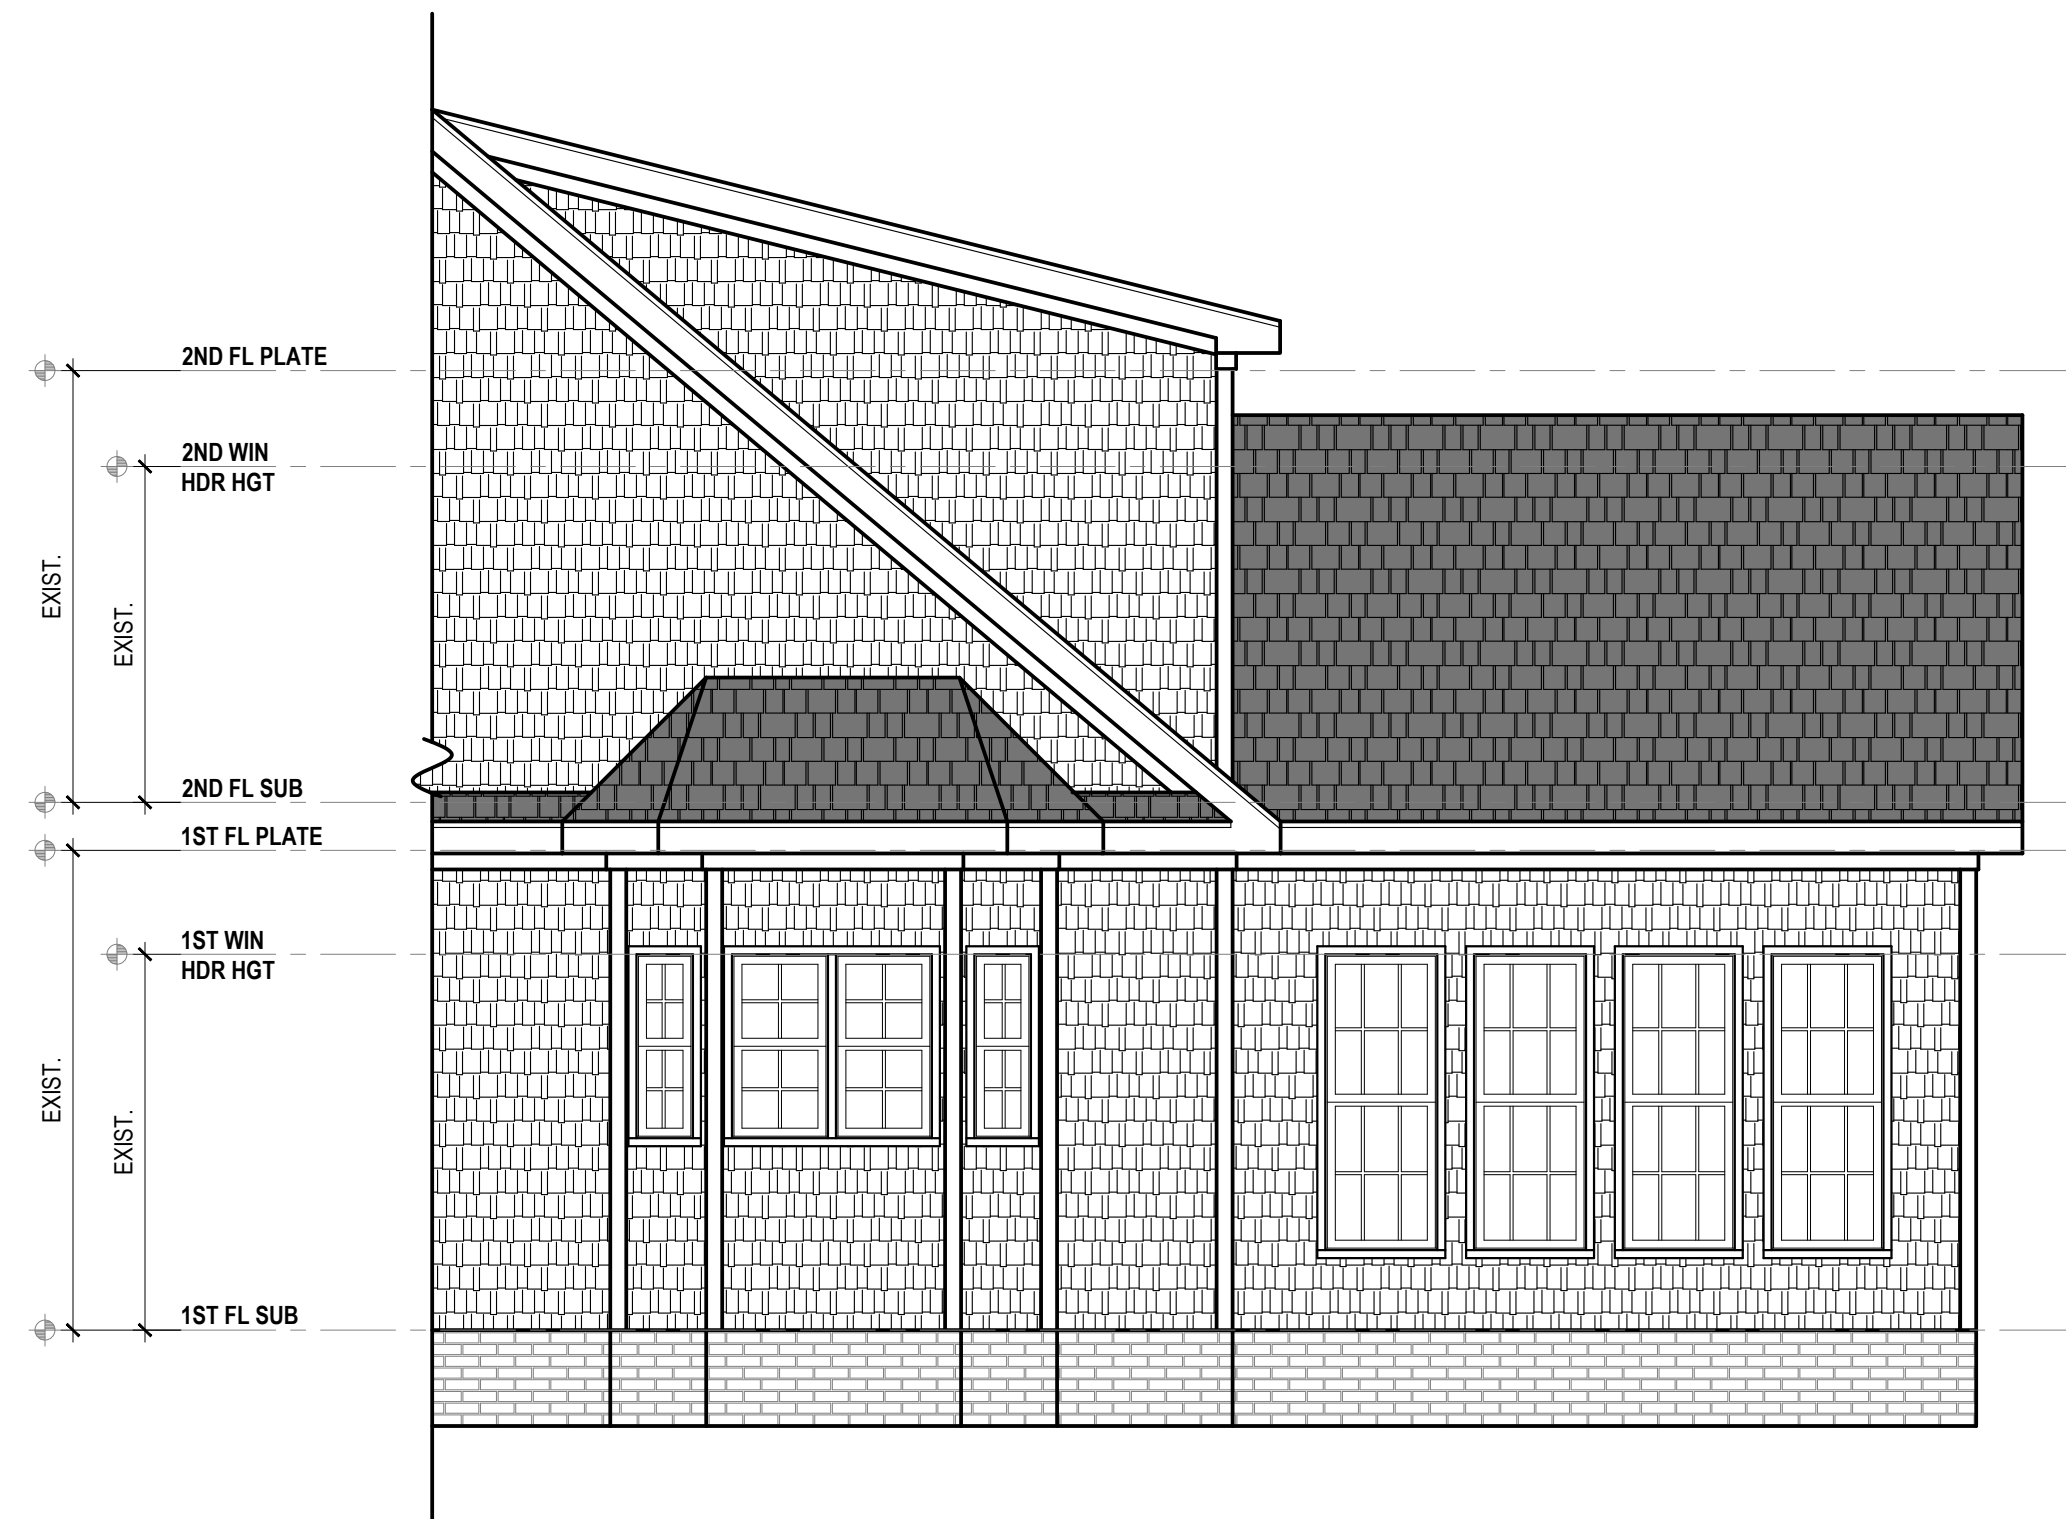 2ND FL PLATE
2ND WIN
HDR HGT
EXIST.
EXIST.
2ND FL SUB
1ST FL PLATE
1ST WIN
HDR HGT
EXIST.
EXIST.
1ST FL SUB